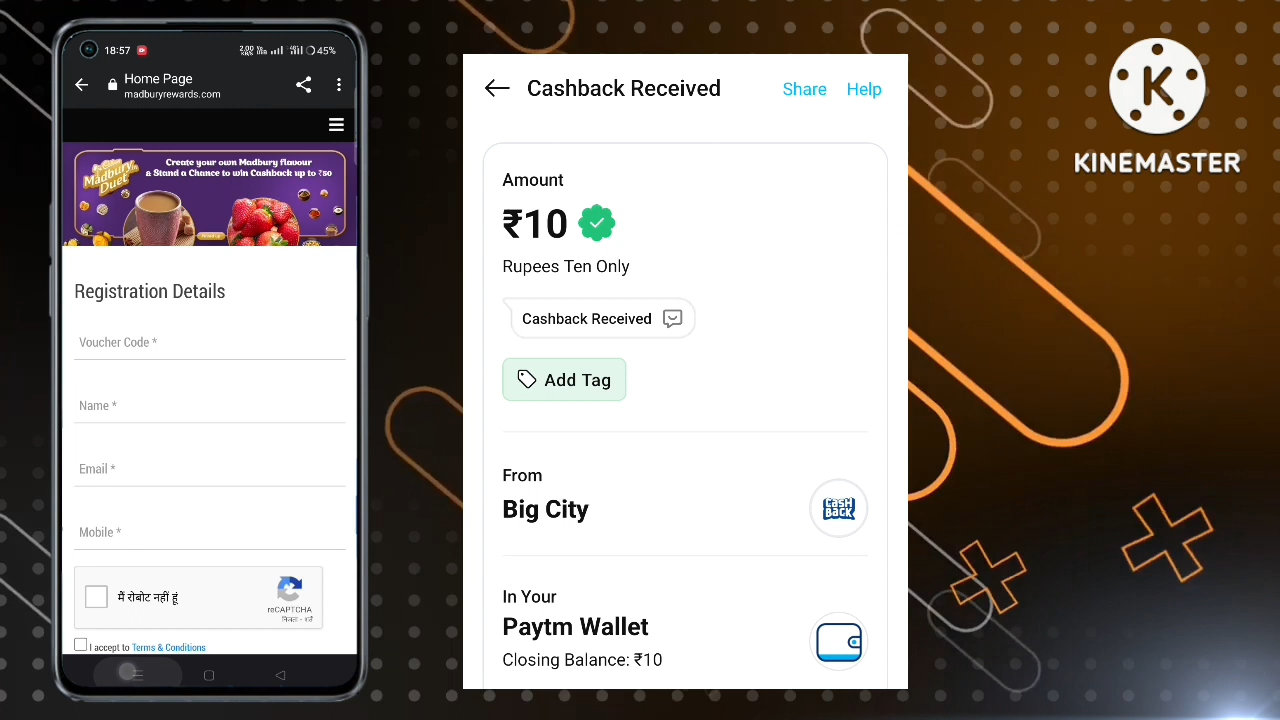 18:57
45%
Home Page
madburyrewards.com
Create your own Madbury flavour
& Stand a Chance to win Cashback up to ₹50
Madbury
Duet
Registration Details
Voucher Code *
Name *
Email *
Mobile *
मैं रोबोट नहीं हूं
reCAPTCHA
I accept to Terms & Conditions
Cashback Received
Share
Help
Amount
₹10
Rupees Ten Only
Cashback Received
Add Tag
From
Big City
CASH
BACK
In Your
Paytm Wallet
Closing Balance: ₹10
K
KINEMASTER